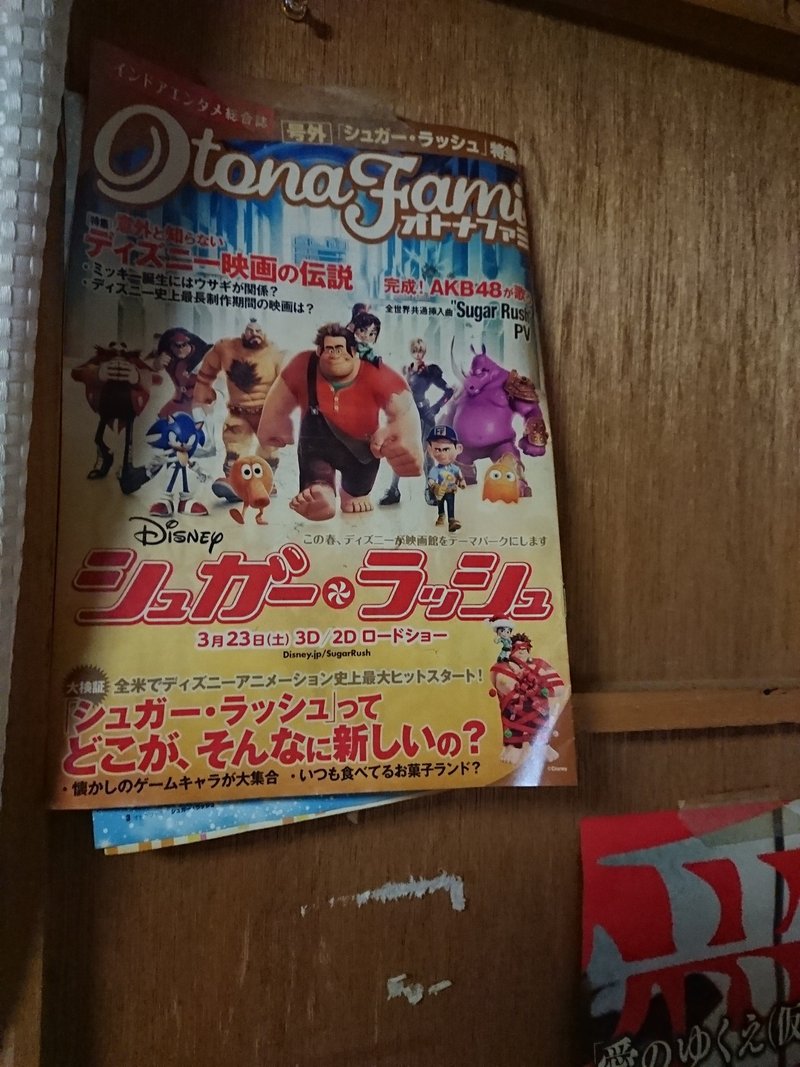 インドアエンタメ総合誌
号外 「シュガー・ラッシュ」特集
Otona Fami
オトナファミ
特集 意外と知らない
ディズニー映画の伝説
・ミッキー誕生にはウサギが関係?
・ディズニー史上最長制作期間の映画は?
完成! AKB48が歌
全世界共通挿入曲 "Sugar Rush"
PV
FF
Disney
この春、ディズニーが映画館をテーマパークにします
シュガー・ラッシュ
3月23日(土) 3D/2D ロードショー
Disney.jp/SugarRush
大検証 全米でディズニーアニメーション史上最大ヒットスタート!
「シュガー・ラッシュ」って
どこが、そんなに新しいの?
・懐かしのゲームキャラが大集合 ・いつも食べてるお菓子ランド?
©Disney
シュガー・ラッシュ
「愛のゆくえ(仮